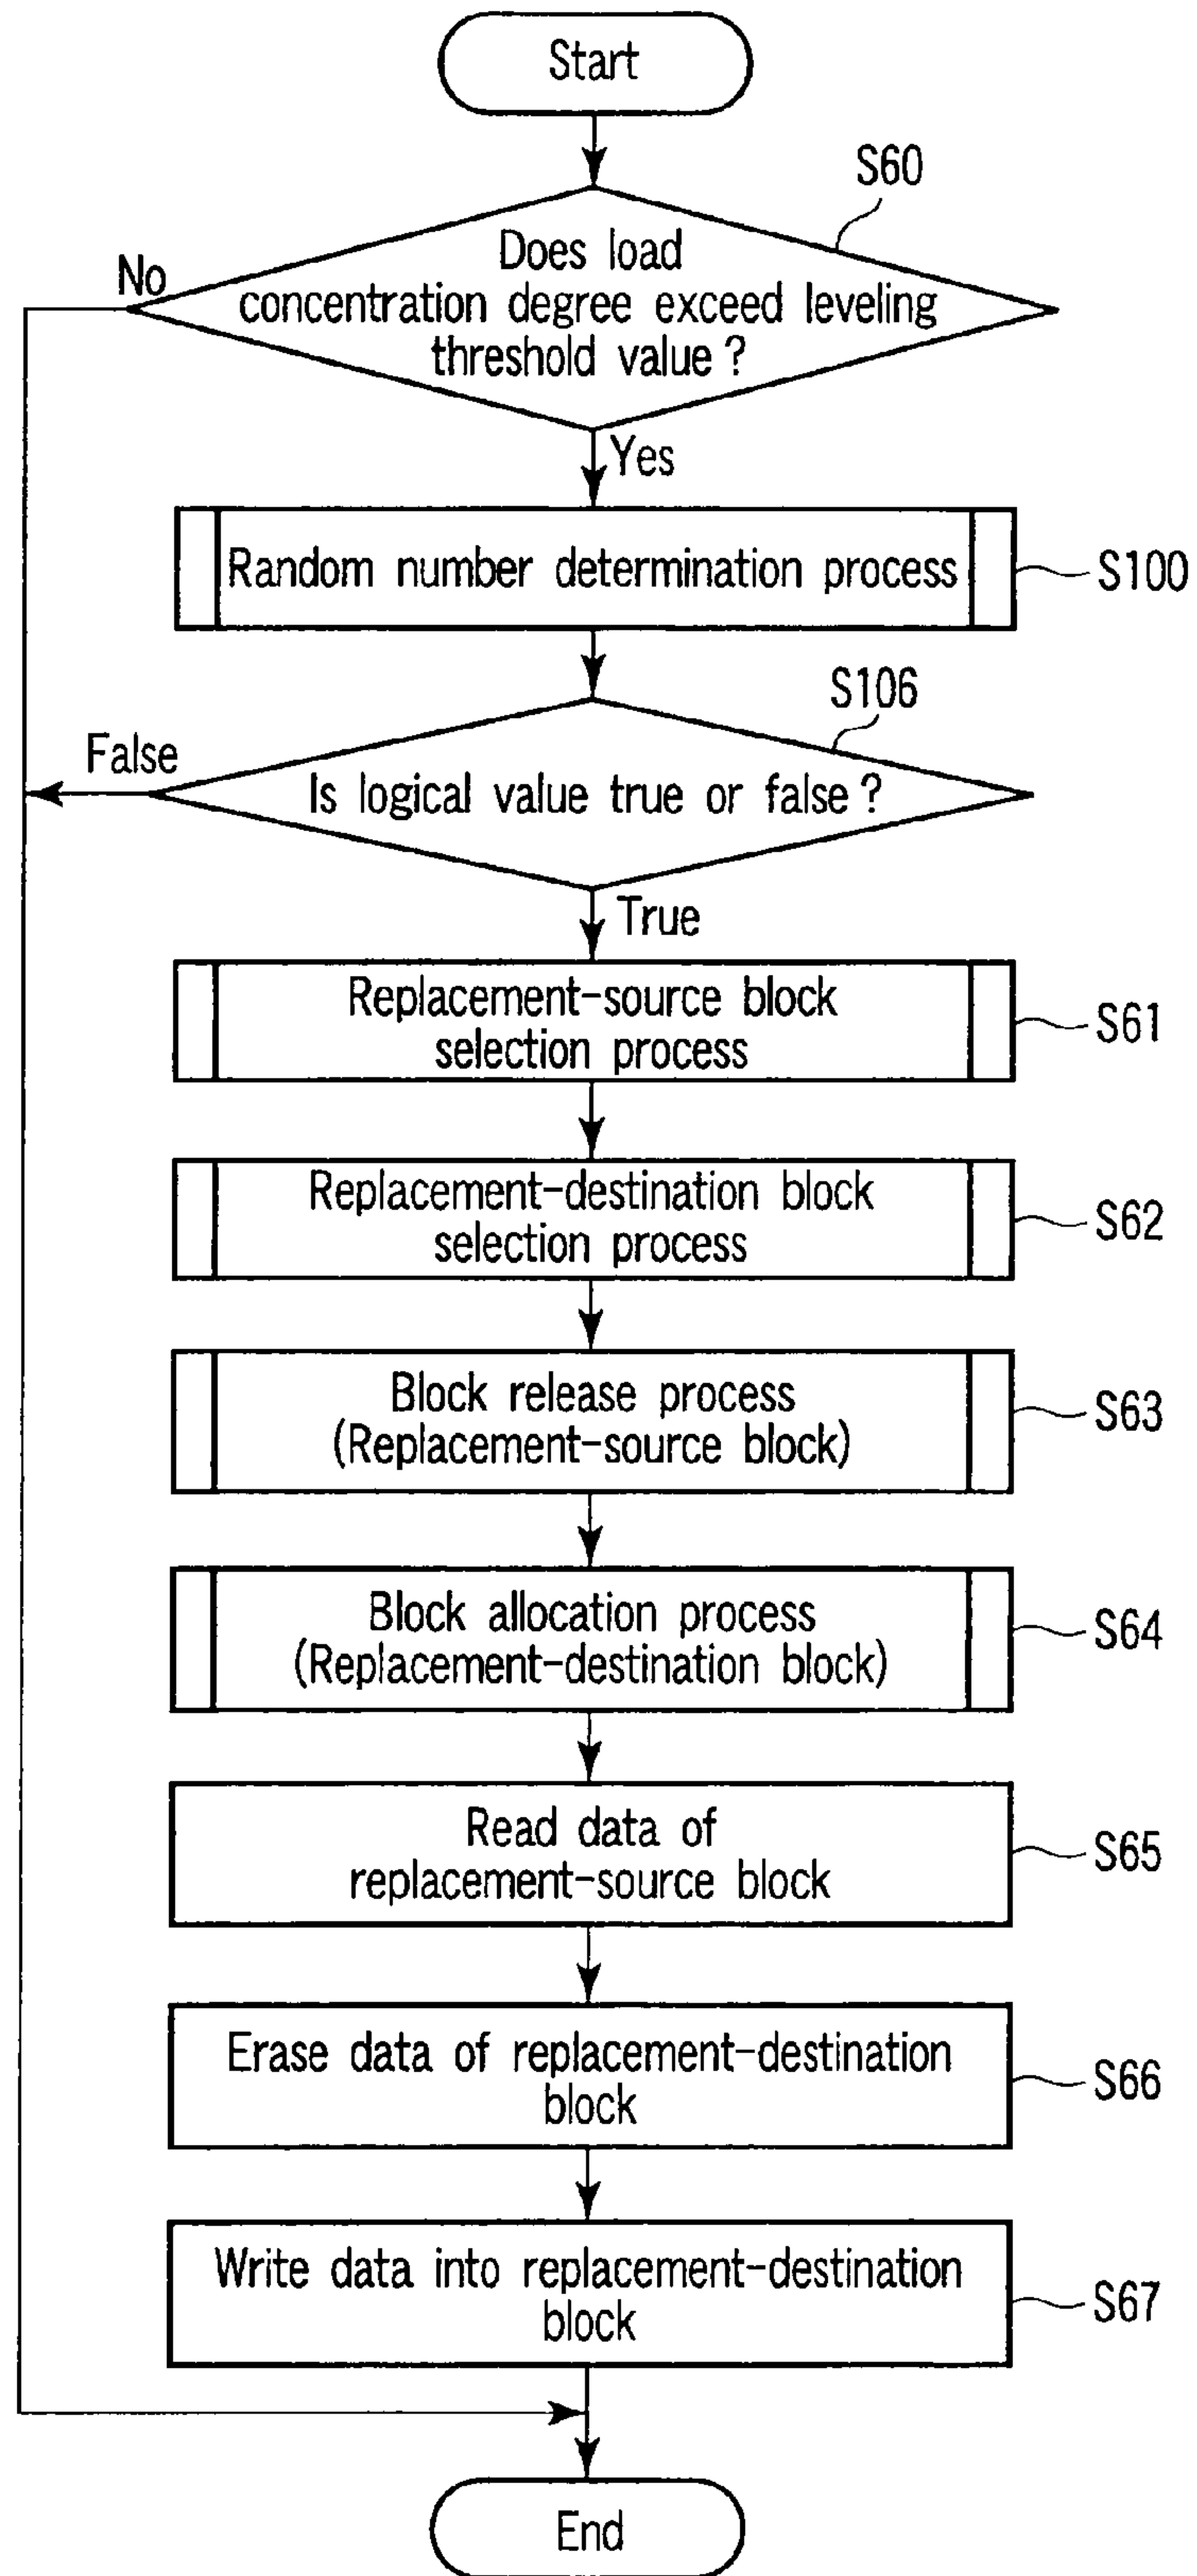 Start
S60
No
Does load
concentration degree exceed leveling
threshold value ?
Yes
Random number determination process
S100
S106
False
Is logical value true or false ?
True
Replacement-source block
selection process
S61
Replacement-destination block
selection process
S62
Block release process
(Replacement-source block)
S63
Block allocation process
(Replacement-destination block)
S64
Read data of
replacement-source block
S65
Erase data of replacement-destination
block
S66
Write data into replacement-destination
block
S67
End